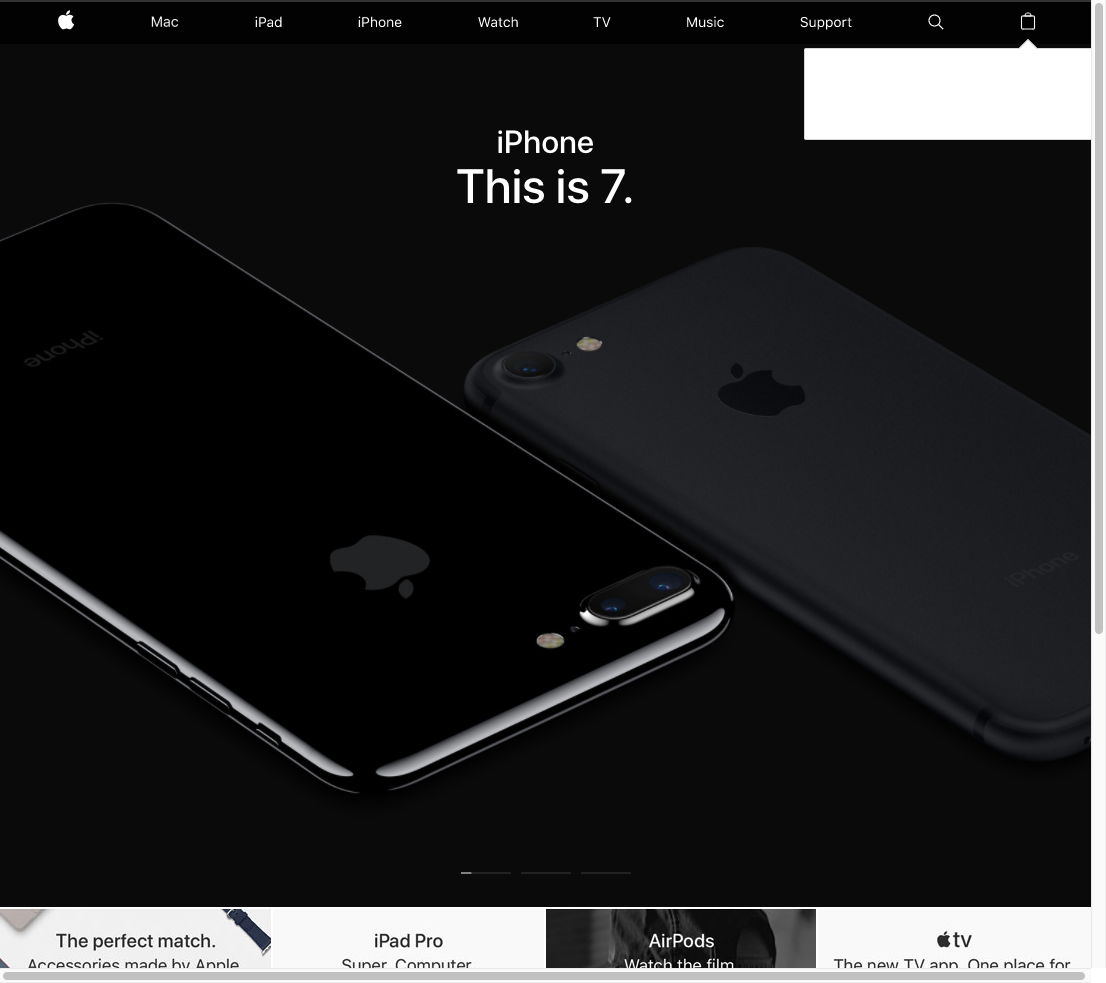 Mac iPad iPhone Watch TV Music Support
iPhone
This is 7.
iPhone
iPhone
The perfect match.
Accessories made by Apple
iPad Pro
Super. Computer.
AirPods
Watch the film
tv
The new TV app. One place for